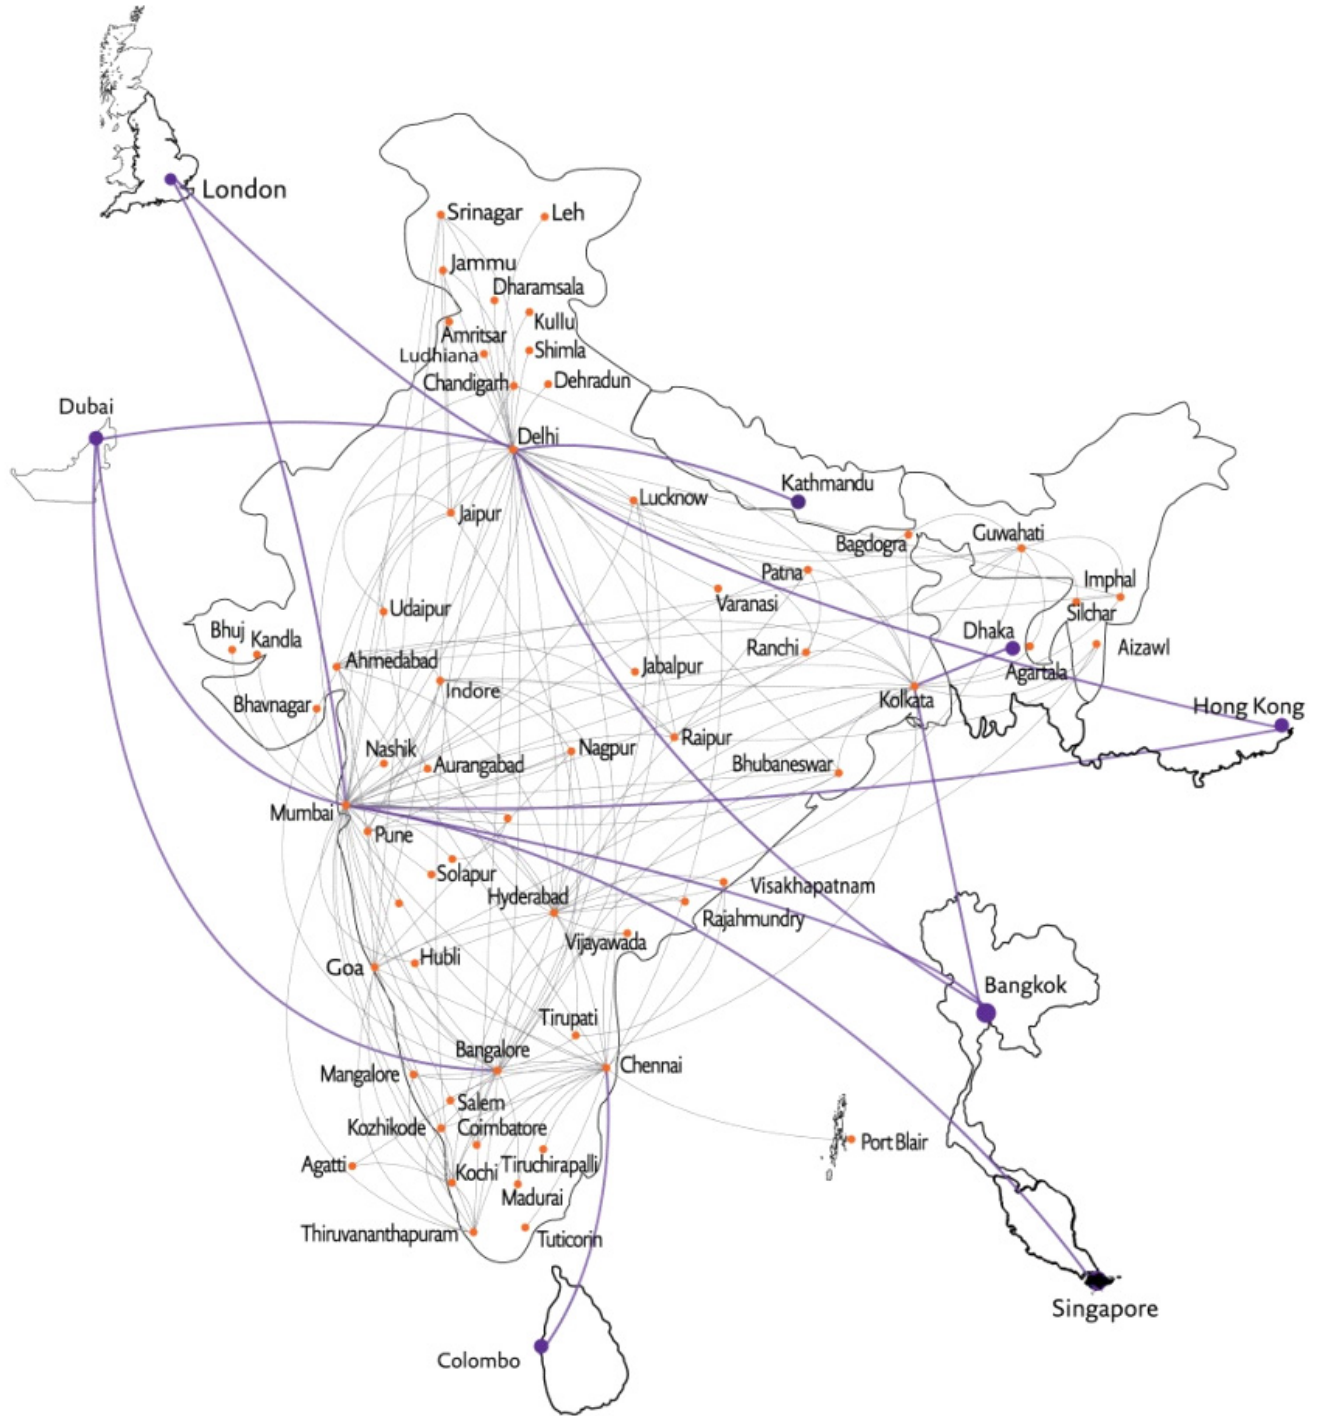 London
Srinagar
Leh
Jammu
Dharamsala
Kullu
Amritsar
Ludhiana
Shimla
Chandigarh
Dehradun
Dubai
Delhi
Kathmandu
Lucknow
Jaipur
Bagdogra
Guwahati
Patna
Imphal
Varanasi
Silchar
Udaipur
Bhuj
Kandla
Dhaka
Ranchi
Aizawl
Ahmedabad
Jabalpur
Agartala
Indore
Kolkata
Bhavnagar
Hong Kong
Nashik
Nagpur
Raipur
Aurangabad
Bhubaneswar
Mumbai
Pune
Solapur
Visakhapatnam
Hyderabad
Rajahmundry
Vijayawada
Hubli
Goa
Bangkok
Tirupati
Bangalore
Chennai
Mangalore
Salem
Kozhikode
Coimbatore
Port Blair
Agatti
Kochi
Tiruchirapalli
Madurai
Thiruvananthapuram
Tuticorin
Singapore
Colombo